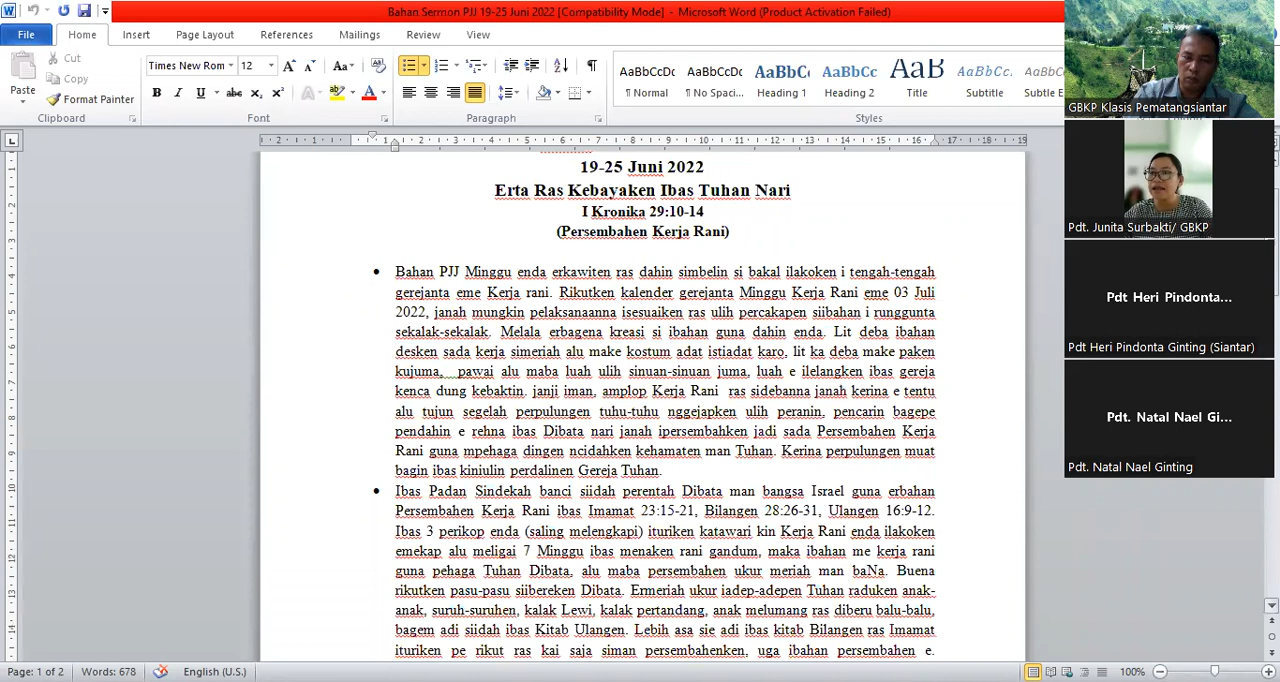 Bahan Sermon PJJ 19-25 Juni 2022 [Compatibility Mode] - Microsoft Word (Product Activation Failed)
File Home Insert Page Layout References Mailings Review View
Cut
Copy
Format Painter
Paste
Clipboard
Times New Rom 12
Font
Paragraph
AaBbCcDc AaBbCcDc AaBbC AaBbCc AaB AaBbCc.
¶ Normal ¶ No Spaci... Heading 1 Heading 2 Title Subtitle Subtle E
Styles
19-25 Juni 2022
Erta Ras Kebayaken Ibas Tuhan Nari
I Kronika 29:10-14
(Persembahen Kerja Rani)
• Bahan PJJ Minggu enda erkawiten ras dahin simbelin si bakal ilakoken i tengah-tengah
gerejanta eme Kerja rani. Rikutken kalender gerejanta Minggu Kerja Rani eme 03 Juli
2022, janah mungkin pelaksanaanna isesuaiken ras ulih percakapen siibahan i runggunta
sekalak-sekalak. Melala erbagena kreasi si ibahan guna dahin enda. Lit deba ibahan
desken sada kerja simeriah alu make kostum adat istiadat karo, lit ka deba make paken
kujuma, pawai alu maba luah ulih sinuan-sinuan juma, luah e ilelangken ibas gereja
kenca dung kebaktin, janji iman, amplop Kerja Rani ras sidebanna janah kerina e tentu
alu tujun segelah perpulungen tuhu-tuhu nggejapken ulih peranin, pencarin bagepe
pendahin e rehna ibas Dibata nari janah ipersembahken jadi sada Persembahen Kerja
Rani guna mpehaga dingen ncidahken kehamaten man Tuhan. Kerina perpulungen muat
bagin ibas kiniulin perdalinen Gereja Tuhan.
• Ibas Padan Sindekah banci siidah perentah Dibata man bangsa Israel guna erbahan
Persembahen Kerja Rani ibas Imamat 23:15-21, Bilangen 28:26-31, Ulangen 16:9-12.
Ibas 3 perikop enda (saling melengkapi) ituriken katawari kin Kerja Rani enda ilakoken
emekap alu meligai 7 Minggu ibas menaken rani gandum, maka ibahan me kerja rani
guna pehaga Tuhan Dibata, alu maba persembahen ukur meriah man baNa. Buena
rikutken pasu-pasu siibereken Dibata. Ermeriah ukur iadep-adepen Tuhan raduken anak-
anak, suruh-suruhen, kalak Lewi, kalak pertandang, anak melumang ras diberu balu-balu,
bagem adi siidah ibas Kitab Ulangen. Lebih asa sie adi ibas kitab Bilangen ras Imamat
ituriken pe rikut ras kai saja siman persembahenken, uga ibahan persembahen e.
Page: 1 of 2 Words: 678 English (U.S.) 100%
GBKP Klasis Pematangsiantar
Pdt. Junita Surbakti/ GBKP
Pdt Heri Pindonta...
Pdt Heri Pindonta Ginting (Siantar)
Pdt. Natal Nael Gi...
Pdt. Natal Nael Ginting